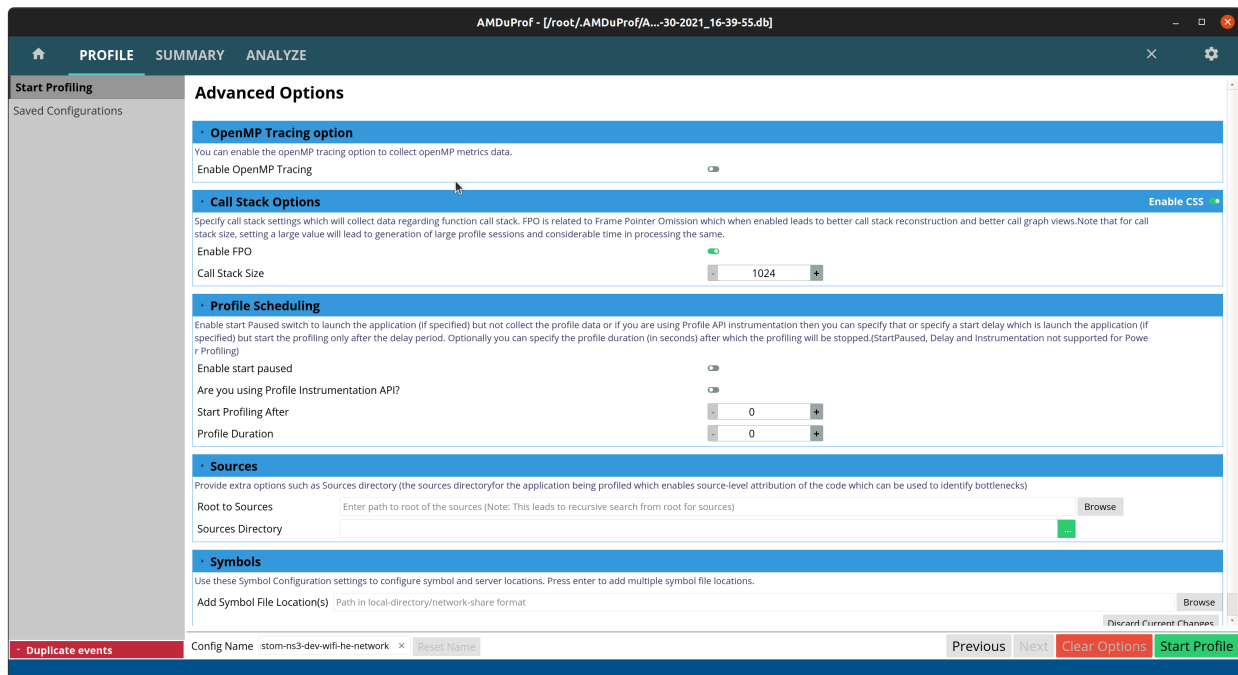 AMDuProf - [/root/.AMDuProf/A...-30-2021_16-39-55.db]
PROFILE
SUMMARY
ANALYZE
Start Profiling
Saved Configurations
Advanced Options
OpenMP Tracing option
You can enable the openMP tracing option to collect openMP metrics data.
Enable OpenMP Tracing
Call Stack Options
Enable CSS
Specify call stack settings which will collect data regarding function call stack. FPO is related to Frame Pointer Omission which when enabled leads to better call stack reconstruction and better call graph views.Note that for call
stack size, setting a large value will lead to generation of large profile sessions and considerable time in processing the same.
Enable FPO
Call Stack Size
- 1024 +
Profile Scheduling
Enable start Paused switch to launch the application (if specified) but not collect the profile data or if you are using Profile API instrumentation then you can specify that or specify a start delay which is launch the application (if
specified) but start the profiling only after the delay period. Optionally you can specify the profile duration (in seconds) after which the profiling will be stopped.(StartPaused, Delay and Instrumentation not supported for Powe
r Profiling)
Enable start paused
Are you using Profile Instrumentation API?
Start Profiling After
- 0 +
Profile Duration
- 0 +
Sources
Provide extra options such as Sources directory (the sources directoryfor the application being profiled which enables source-level attribution of the code which can be used to identify bottlenecks)
Root to Sources
Enter path to root of the sources (Note: This leads to recursive search from root for sources)
Browse
Sources Directory
...
Symbols
Use these Symbol Configuration settings to configure symbol and server locations. Press enter to add multiple symbol file locations.
Add Symbol File Location(s)
Path in local-directory/network-share format
Browse
Discard Current Changes
Duplicate events
Config Name
stom-ns3-dev-wifi-he-network
Reset Name
Previous
Next
Clear Options
Start Profile